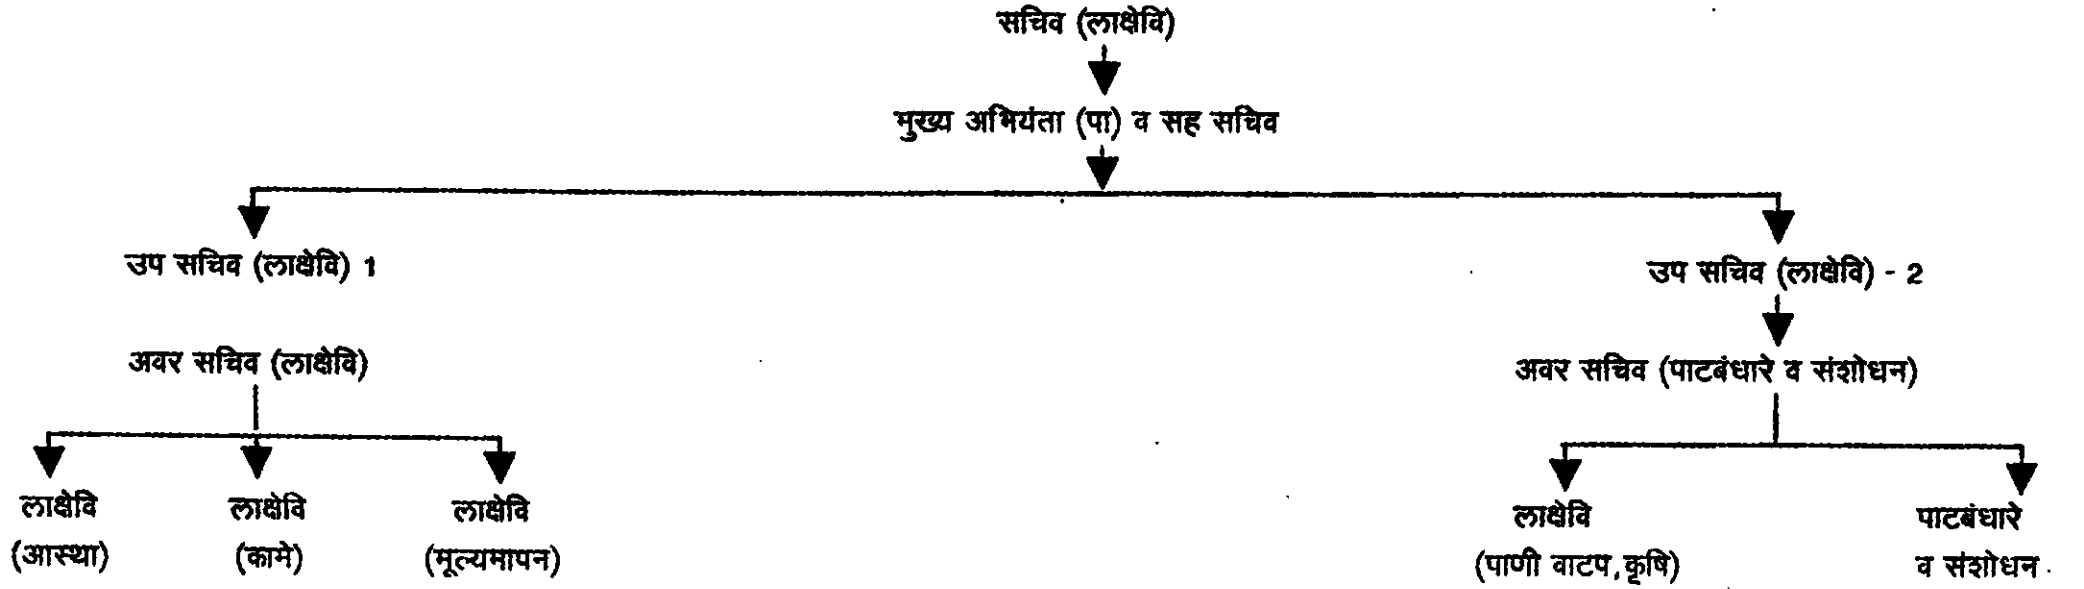 सचिव (लाक्षेवि)
मुख्य अभियंता (पा) व सह सचिव
उप सचिव (लाक्षेवि) 1
उप सचिव (लाक्षेवि) - 2
अवर सचिव (लाक्षेवि)
अवर सचिव (पाटबंधारे व संशोधन)
लाक्षेवि
(आस्था)
लाक्षेवि
(कामे)
लाक्षेवि
(मूल्यमापन)
लाक्षेवि
(पाणी वाटप,कृषि)
पाटबंधारे
व संशोधन